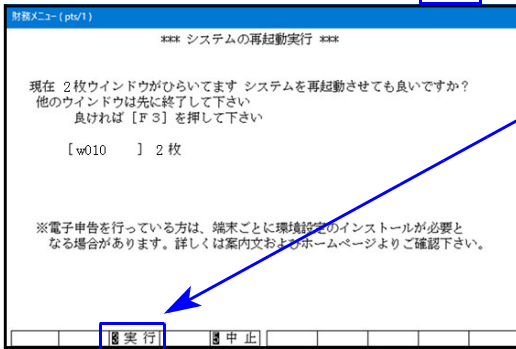 財務メニュー ( pts/1 )
*** システムの再起動実行 ***
現在 2枚ウインドウがひらいてます システムを再起動させても良いですか？
他のウインドウは先に終了して下さい
良ければ［Ｆ３］を押して下さい
［w010 ］ 2 枚
※電子申告を行っている方は、端末ごとに環境設定のインストールが必要と
なる場合があります。詳しくは案内文およびホームページよりご確認下さい。
3 実 行 5 中 止